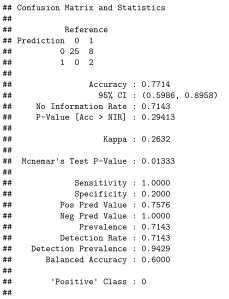 ## Confusion Matrix and Statistics
##
##           Reference
## Prediction  0  1
##          0 25  8
##          1  0  2
##
##                Accuracy : 0.7714
##                  95% CI : (0.5986, 0.8958)
##     No Information Rate : 0.7143
##     P-Value [Acc > NIR] : 0.29413
##
##                   Kappa : 0.2632
##
##  Mcnemar's Test P-Value : 0.01333
##
##             Sensitivity : 1.0000
##             Specificity : 0.2000
##          Pos Pred Value : 0.7576
##          Neg Pred Value : 1.0000
##              Prevalence : 0.7143
##          Detection Rate : 0.7143
##    Detection Prevalence : 0.9429
##       Balanced Accuracy : 0.6000
##
##        'Positive' Class : 0
##